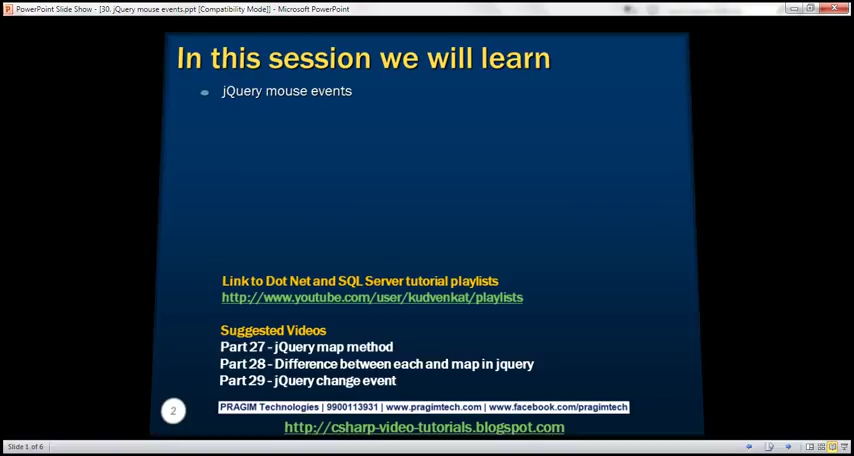 PowerPoint Slide Show - [30. jQuery mouse events.ppt [Compatibility Mode]] - Microsoft PowerPoint
In this session we will learn
jQuery mouse events
Link to Dot Net and SQL Server tutorial playlists
http://www.youtube.com/user/kudvenkat/playlists
Suggested Videos
Part 27 - jQuery map method
Part 28 - Difference between each and map in jquery
Part 29 - jQuery change event
2
PRAGIM Technologies | 9900113931 | www.pragimtech.com | www.facebook.com/pragimtech
http://csharp-video-tutorials.blogspot.com
Slide 1 of 6